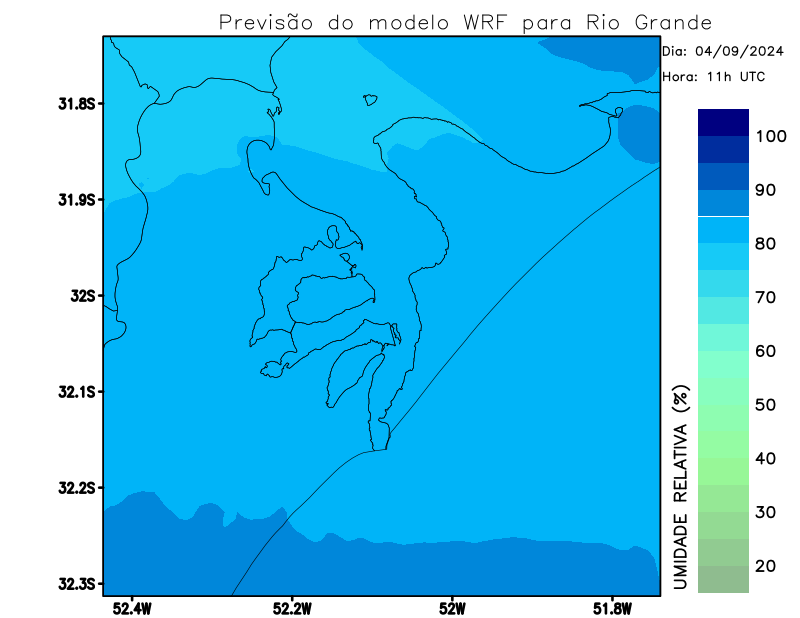 Previsão do modelo WRF para Rio Grande
Dia: 04/09/2024
Hora: 11h UTC
31.8S
31.9S
32S
32.1S
32.2S
32.3S
52.4W
52.2W
52W
51.8W
100
90
80
70
60
50
40
30
20
UMIDADE RELATIVA (%)